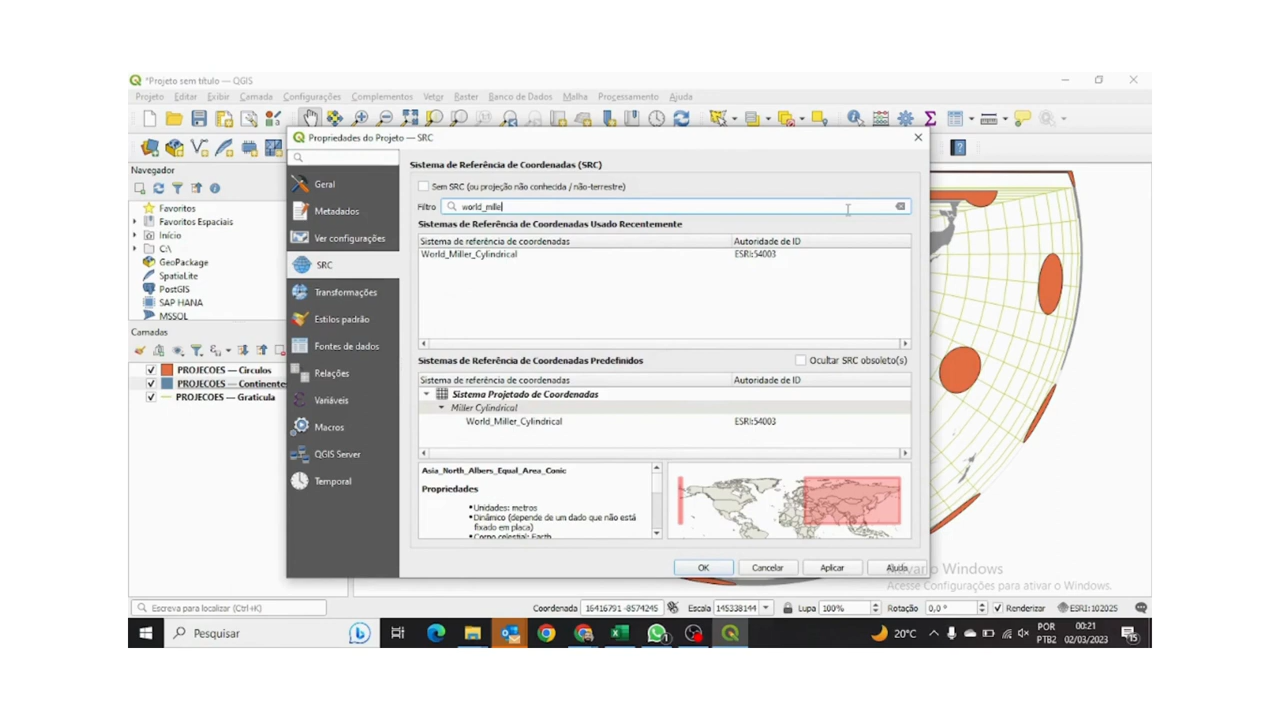 *Projeto sem título — QGIS
Projeto Editar Exibir Camada Configurações Complementos Vetor Raster Banco de Dados Malha Processamento Ajuda
Propriedades do Projeto — SRC
Navegador
Favoritos
Favoritos Espaciais
Início
C:\
GeoPackage
SpatiaLite
PostGIS
SAP HANA
MSSQL
Camadas
PROJECOES — Circulos
PROJECOES — Continente
PROJECOES — Graticula
Geral
Metadados
Ver configurações
SRC
Transformações
Estilos padrão
Fontes de dados
Relações
Variáveis
Macros
QGIS Server
Temporal
Sistema de Referência de Coordenadas (SRC)
Sem SRC (ou projeção não conhecida / não-terrestre)
Filtro world_mille
Sistemas de Referência de Coordenadas Usado Recentemente
Sistema de referência de coordenadas Autoridade de ID
World_Miller_Cylindrical ESRI:54003
Sistemas de Referência de Coordenadas Predefinidos Ocultar SRC obsoleto(s)
Sistema de referência de coordenadas Autoridade de ID
Sistema Projetado de Coordenadas
Miller Cylindrical
World_Miller_Cylindrical ESRI:54003
Asia_North_Albers_Equal_Area_Conic
Propriedades
•Unidades: metros
•Dinâmico (depende de um dado que não está
fixado em placa)
•Corpo celestial: Earth
OK Cancelar Aplicar Ajuda
Ativar o Windows
Acesse Configurações para ativar o Windows.
Escreva para localizar (Ctrl+K) Coordenada 16416791 -8574245 Escala 145338144 Lupa 100% Rotação 0,0 ° Renderizar ESRI:102025
Pesquisar 1 20°C POR 00:21
PTB2 02/03/2023 15